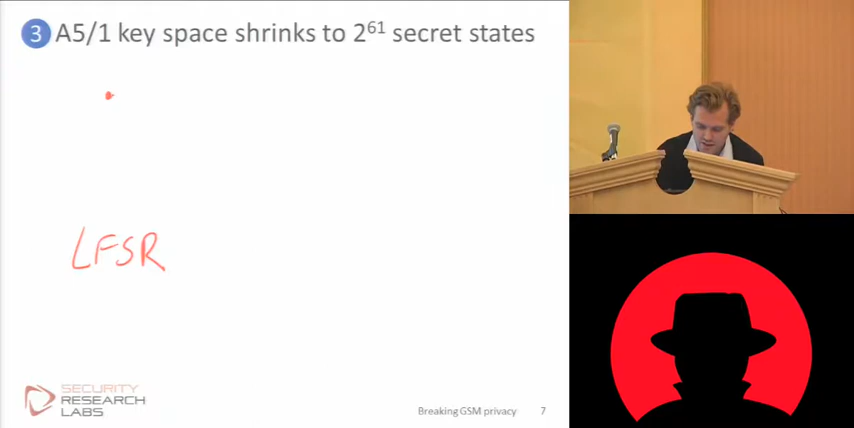 3 A5/1 key space shrinks to 2⁶¹ secret states
LFSR
SECURITY
RESEARCH
LABS
Breaking GSM privacy 7